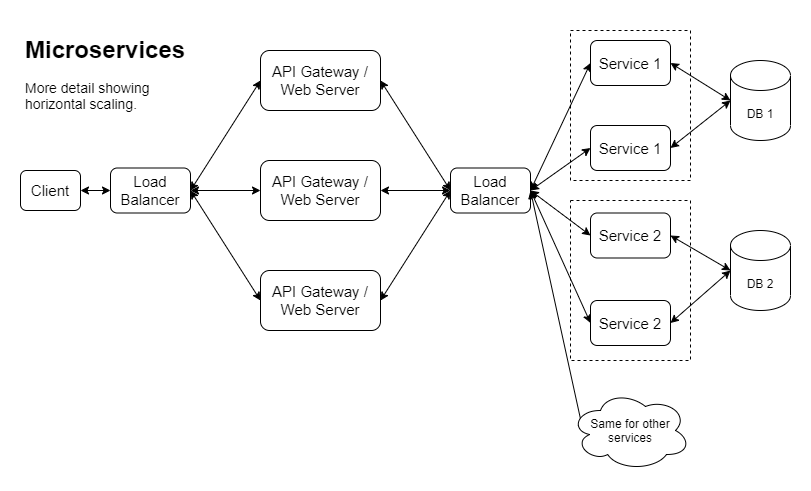 Microservices
More detail showing
horizontal scaling.
Client
Load
Balancer
API Gateway /
Web Server
API Gateway /
Web Server
API Gateway /
Web Server
Load
Balancer
Service 1
Service 1
DB 1
Service 2
Service 2
DB 2
Same for other
services